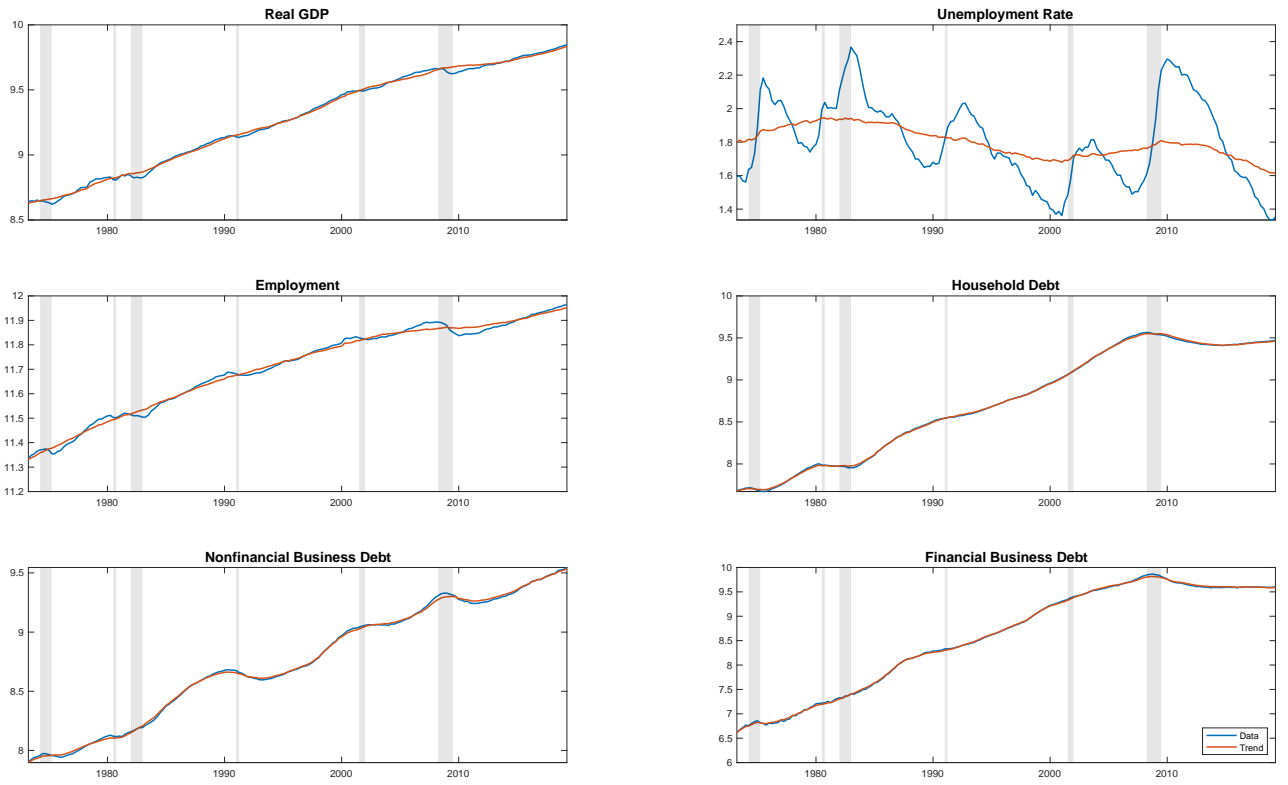 Real GDP
10
9.5
9
8.5
1980 1990 2000 2010
Unemployment Rate
2.4
2.2
2
1.8
1.6
1.4
1980 1990 2000 2010
Employment
12
11.9
11.8
11.7
11.6
11.5
11.4
11.3
11.2
1980 1990 2000 2010
Household Debt
10
9.5
9
8.5
8
1980 1990 2000 2010
Nonfinancial Business Debt
9.5
9
8.5
8
1980 1990 2000 2010
Financial Business Debt
10
9.5
9
8.5
8
7.5
7
6.5
6
1980 1990 2000 2010
Data
Trend